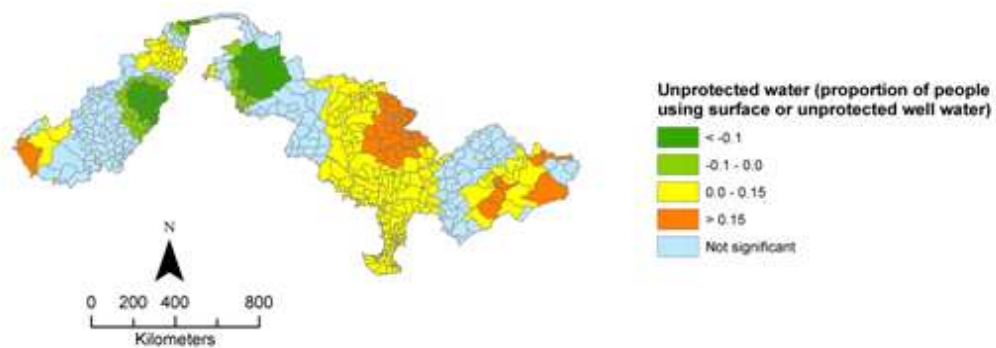 Unprotected water (proportion of people
using surface or unprotected well water)
< -0.1
-0.1 - 0.0
0.0 - 0.15
> 0.15
Not significant
N
0 200 400 800
Kilometers